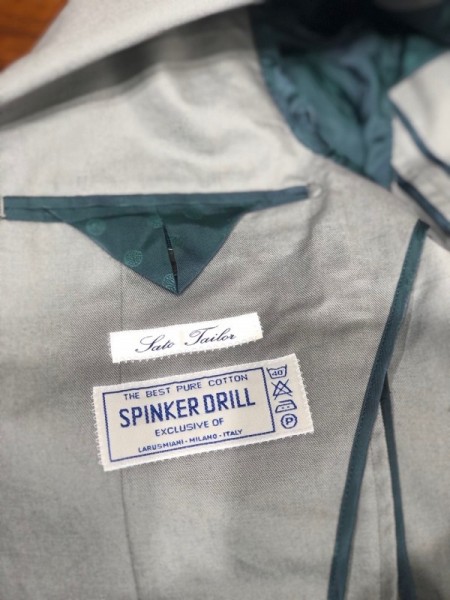 Sato Tailor
THE BEST PURE COTTON
SPINKER DRILL
EXCLUSIVE OF
LARUSMIANI - MILANO - ITALY
40°
P